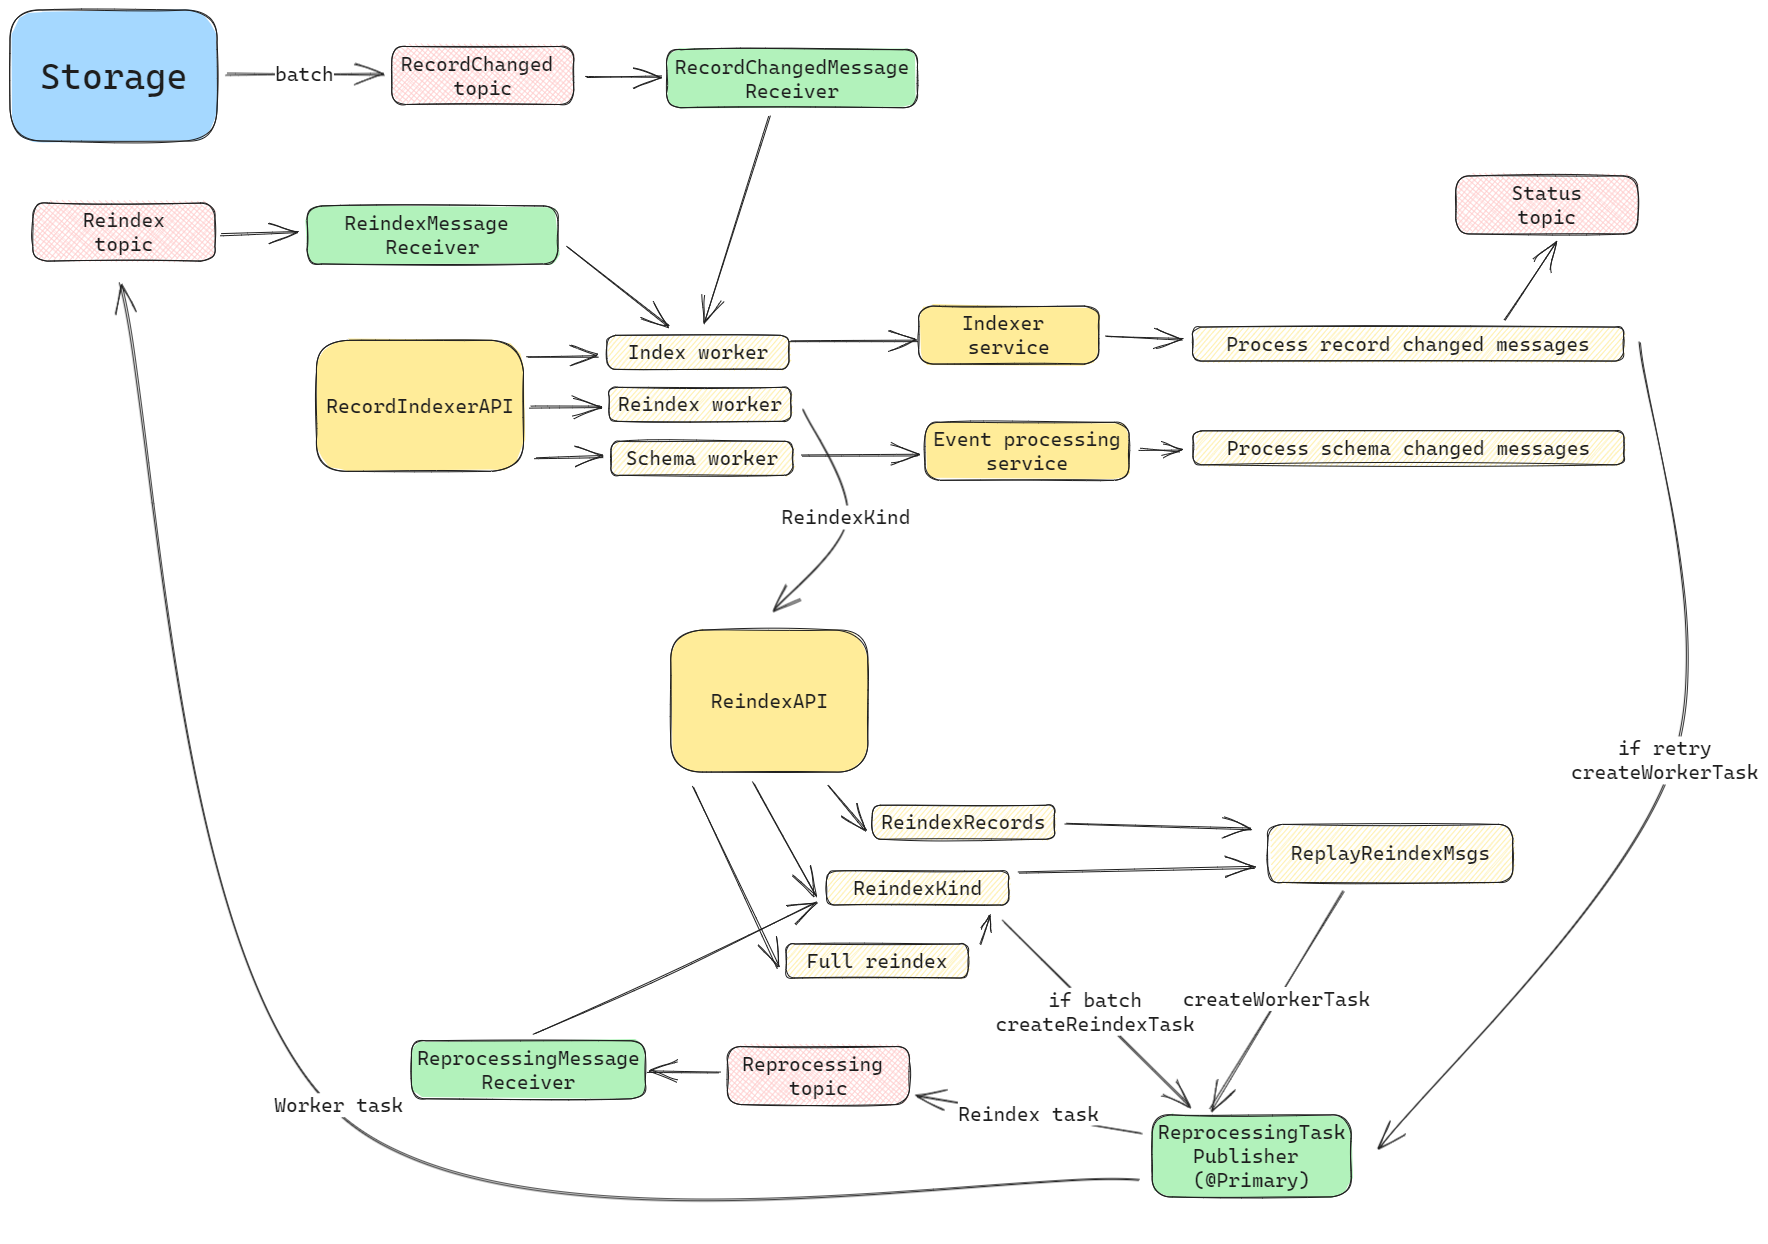 Storage
batch
RecordChanged
topic
RecordChangedMessage
Receiver
Status
topic
Reindex
topic
ReindexMessage
Receiver
Indexer
service
Index worker
Process record changed messages
RecordIndexerAPI
Reindex worker
Event processing
service
Schema worker
Process schema changed messages
ReindexKind
ReindexAPI
if retry
createWorkerTask
ReindexRecords
ReplayReindexMsgs
ReindexKind
Full reindex
if batch
createReindexTask
createWorkerTask
ReprocessingMessage
Receiver
Reprocessing
topic
Worker task
Reindex task
ReprocessingTask
Publisher
(@Primary)